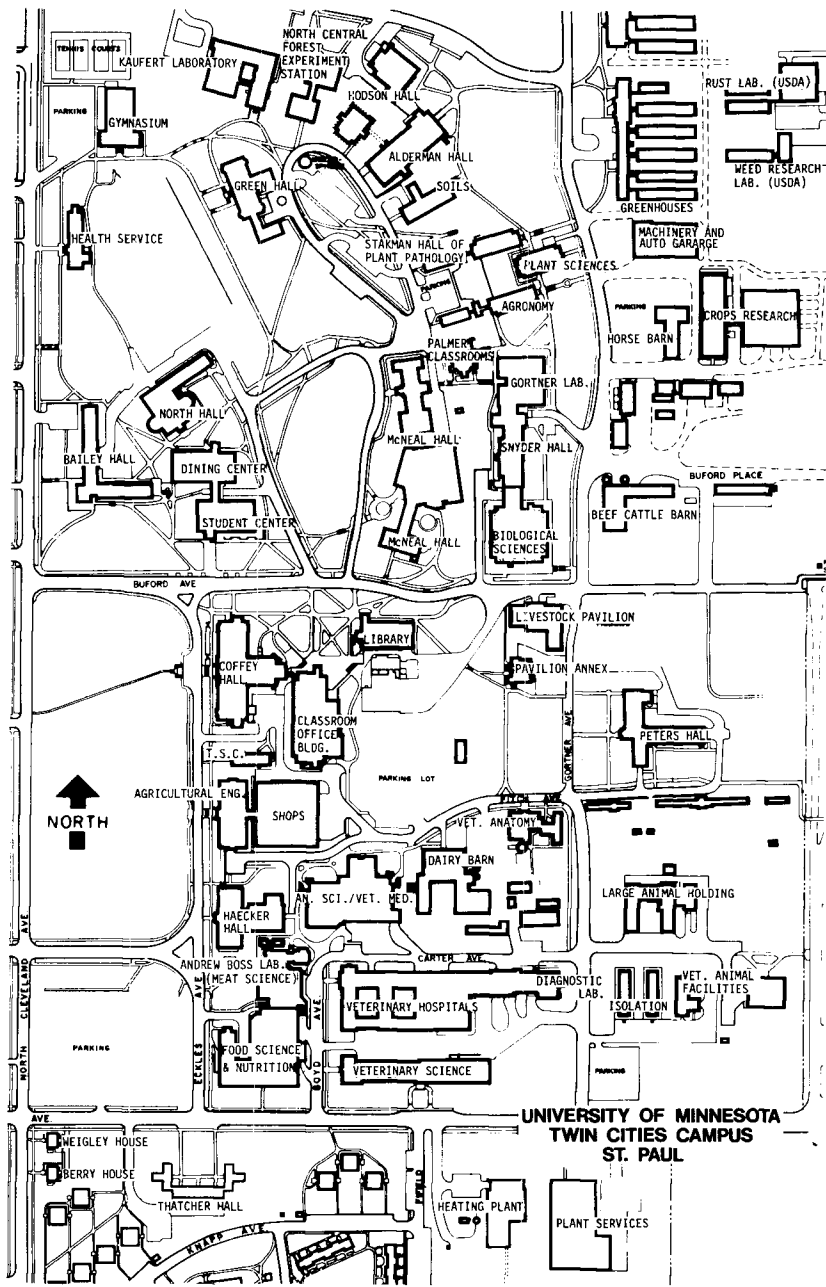 TENNIS COURTS
KAUFERT LABORATORY
NORTH CENTRAL
FOREST
EXPERIMENT
STATION
HODSON HALL
RUST LAB. (USDA)
PARKING
GYMNASIUM
ALDERMAN HALL
WEED RESEARCH
LAB. (USDA)
GREEN HALL
SOILS
GREENHOUSES
HEALTH SERVICE
STAKMAN HALL OF
PLANT PATHOLOGY
MACHINERY AND
AUTO GARARGE
PLANT SCIENCES
PARKING
AGRONOMY
PARKING
CROPS RESEARCH
HORSE BARN
PALMER
CLASSROOMS
GORTNER LAB.
NORTH HALL
McNEAL HALL
SNYDER HALL
BAILEY HALL
DINING CENTER
BUFORD PLACE
STUDENT CENTER
BEEF CATTLE BARN
McNEAL HALL
BIOLOGICAL
SCIENCES
BUFORD AVE
LIVESTOCK PAVILION
LIBRARY
COFFEY
HALL
PAVILION ANNEX
CLASSROOM
OFFICE
BLDG.
GORTNER AVE
PETERS HALL
T.S.C.
PARKING LOT
AGRICULTURAL ENG.
FITCH AVE
NORTH
SHOPS
VET. ANATOMY
DAIRY BARN
AN. SCI./VET. MED.
LARGE ANIMAL HOLDING
HAECKER
HALL
CARTER AVE.
ANDREW BOSS LAB.
(MEAT SCIENCE)
DIAGNOSTIC
LAB.
VET. ANIMAL
FACILITIES
ISOLATION
VETERINARY HOSPITALS
NORTH CLEVELAND AVE
ECKLES AVE
BOYD AVE.
PARKING
FOOD SCIENCE
& NUTRITION
VETERINARY SCIENCE
PARKING
AVE.
UNIVERSITY OF MINNESOTA
TWIN CITIES CAMPUS
ST. PAUL
WEIGLEY HOUSE
BERRY HOUSE
THATCHER HALL
FIELD
HEATING PLANT
PLANT SERVICES
KNAPP AVE.